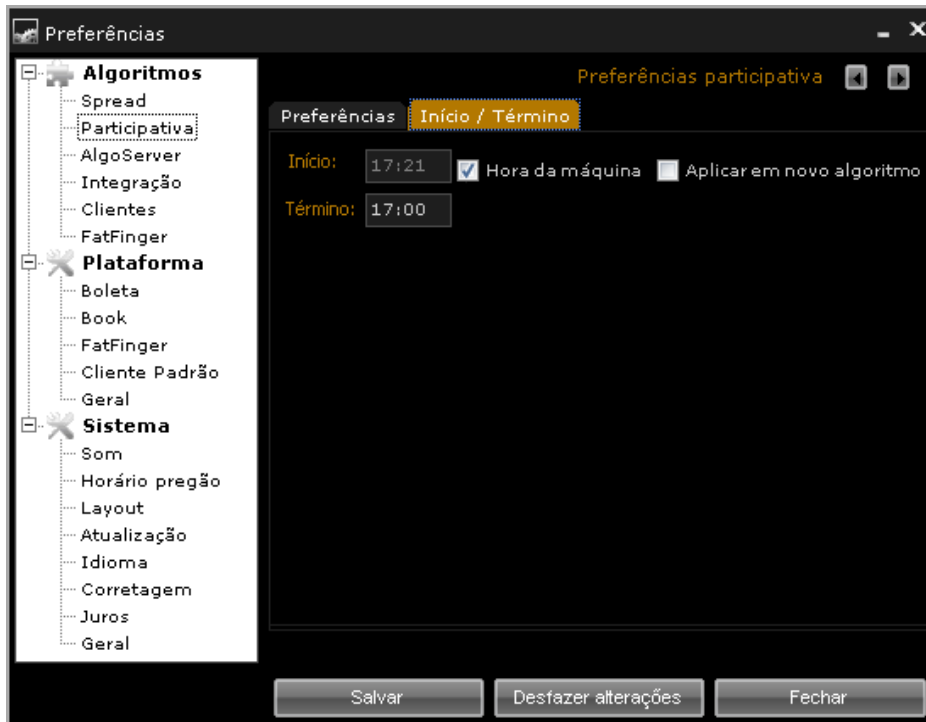 Preferências
Algoritmos
Spread
Participativa
AlgoServer
Integração
Clientes
FatFinger
Plataforma
Boleta
Book
FatFinger
Cliente Padrão
Geral
Sistema
Som
Horário pregão
Layout
Atualização
Idioma
Corretagem
Juros
Geral
Preferências participativa
Preferências Início / Término
Início: 17:21 Hora da máquina Aplicar em novo algoritmo
Término: 17:00
Salvar Desfazer alterações Fechar